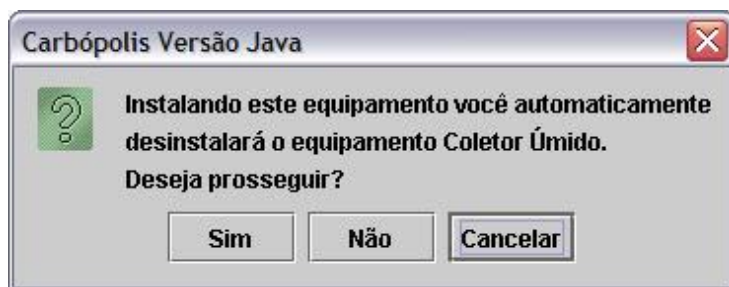 Carbópolis Versão Java
Instalando este equipamento você automaticamente
desinstalará o equipamento Coletor Úmido.
Deseja prosseguir?
Sim Não Cancelar